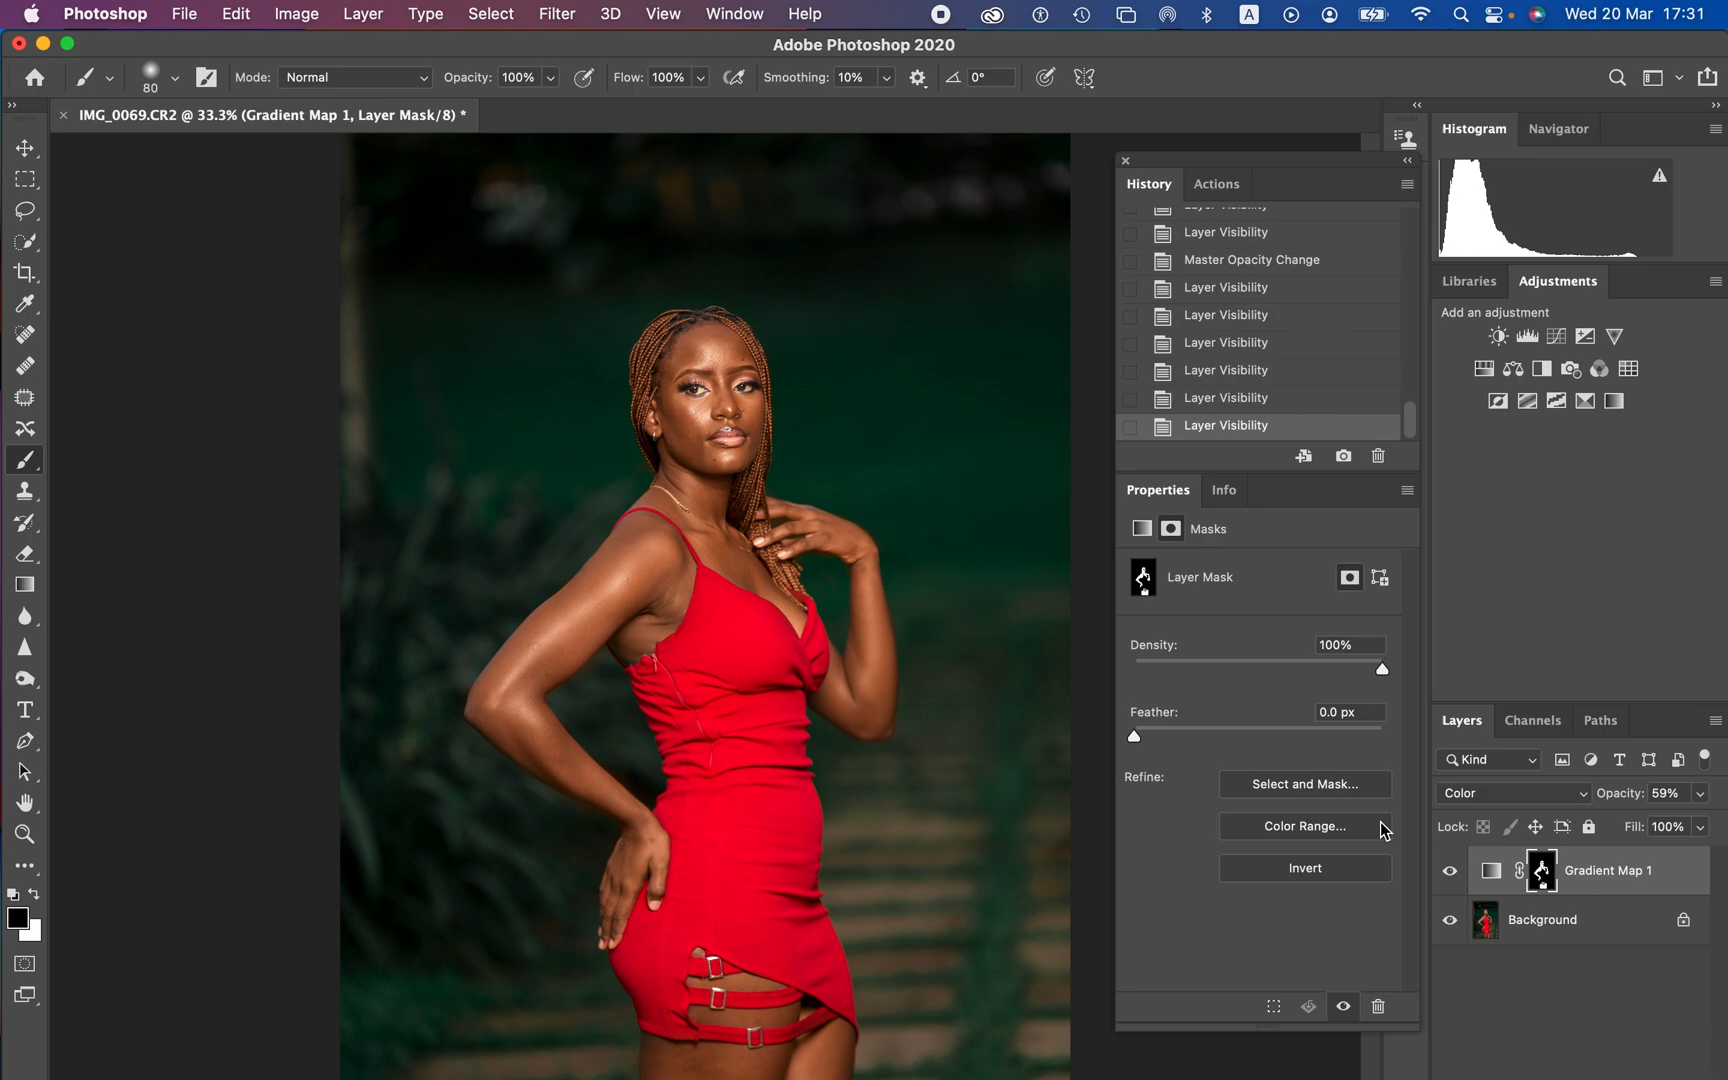 Photoshop File Edit Image Layer Type Select Filter 3D View Window Help A Wed 20 Mar 17:31
Adobe Photoshop 2020
80 Mode: Normal Opacity: 100% Flow: 100% Smoothing: 10% 0°
IMG_0069.CR2 @ 33.3% (Gradient Map 1, Layer Mask/8) *
Histogram Navigator
History Actions
Layer Visibility
Layer Visibility
Master Opacity Change
Layer Visibility
Layer Visibility
Layer Visibility
Layer Visibility
Layer Visibility
Layer Visibility
Libraries Adjustments
Add an adjustment
Properties Info
Masks
Layer Mask
Density: 100%
Feather: 0.0 px
Refine: Select and Mask...
Color Range...
Invert
Layers Channels Paths
Kind
Color Opacity: 59%
Lock: Fill: 100%
Gradient Map 1
Background